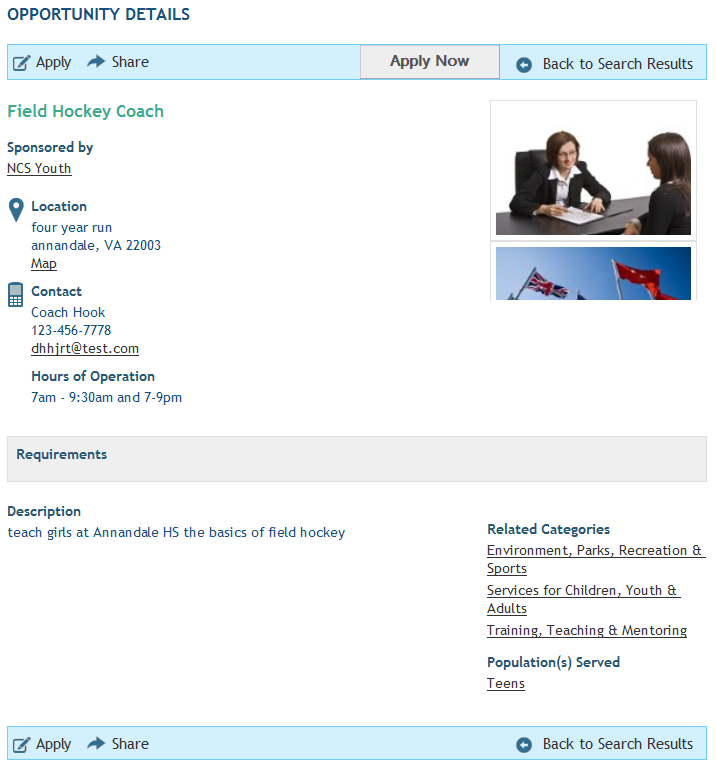 OPPORTUNITY DETAILS
Apply Share Apply Now Back to Search Results
Field Hockey Coach
Sponsored by
NCS Youth
Location
four year run
annandale, VA 22003
Map
Contact
Coach Hook
123-456-7778
dhhjrt@test.com
Hours of Operation
7am - 9:30am and 7-9pm
Requirements
Description
teach girls at Annandale HS the basics of field hockey
Related Categories
Environment, Parks, Recreation &
Sports
Services for Children, Youth &
Adults
Training, Teaching & Mentoring
Population(s) Served
Teens
Apply Share Back to Search Results